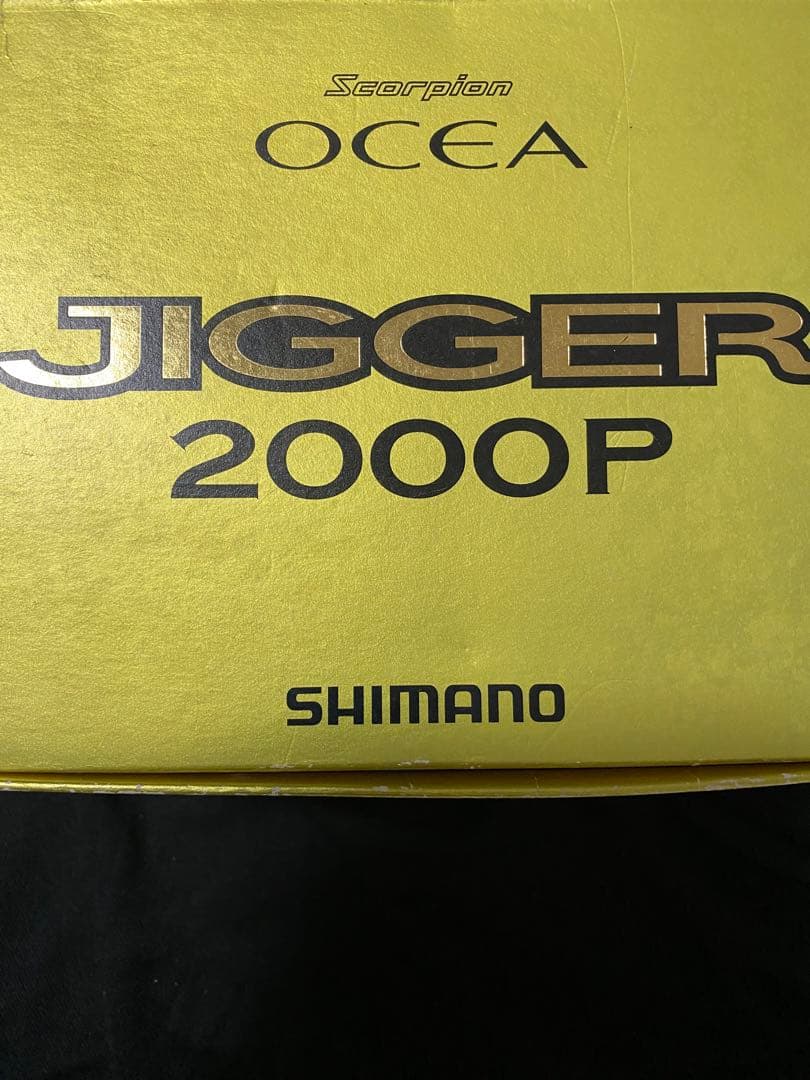 Scorpion
OCEA
JIGGER
2000P
SHIMANO